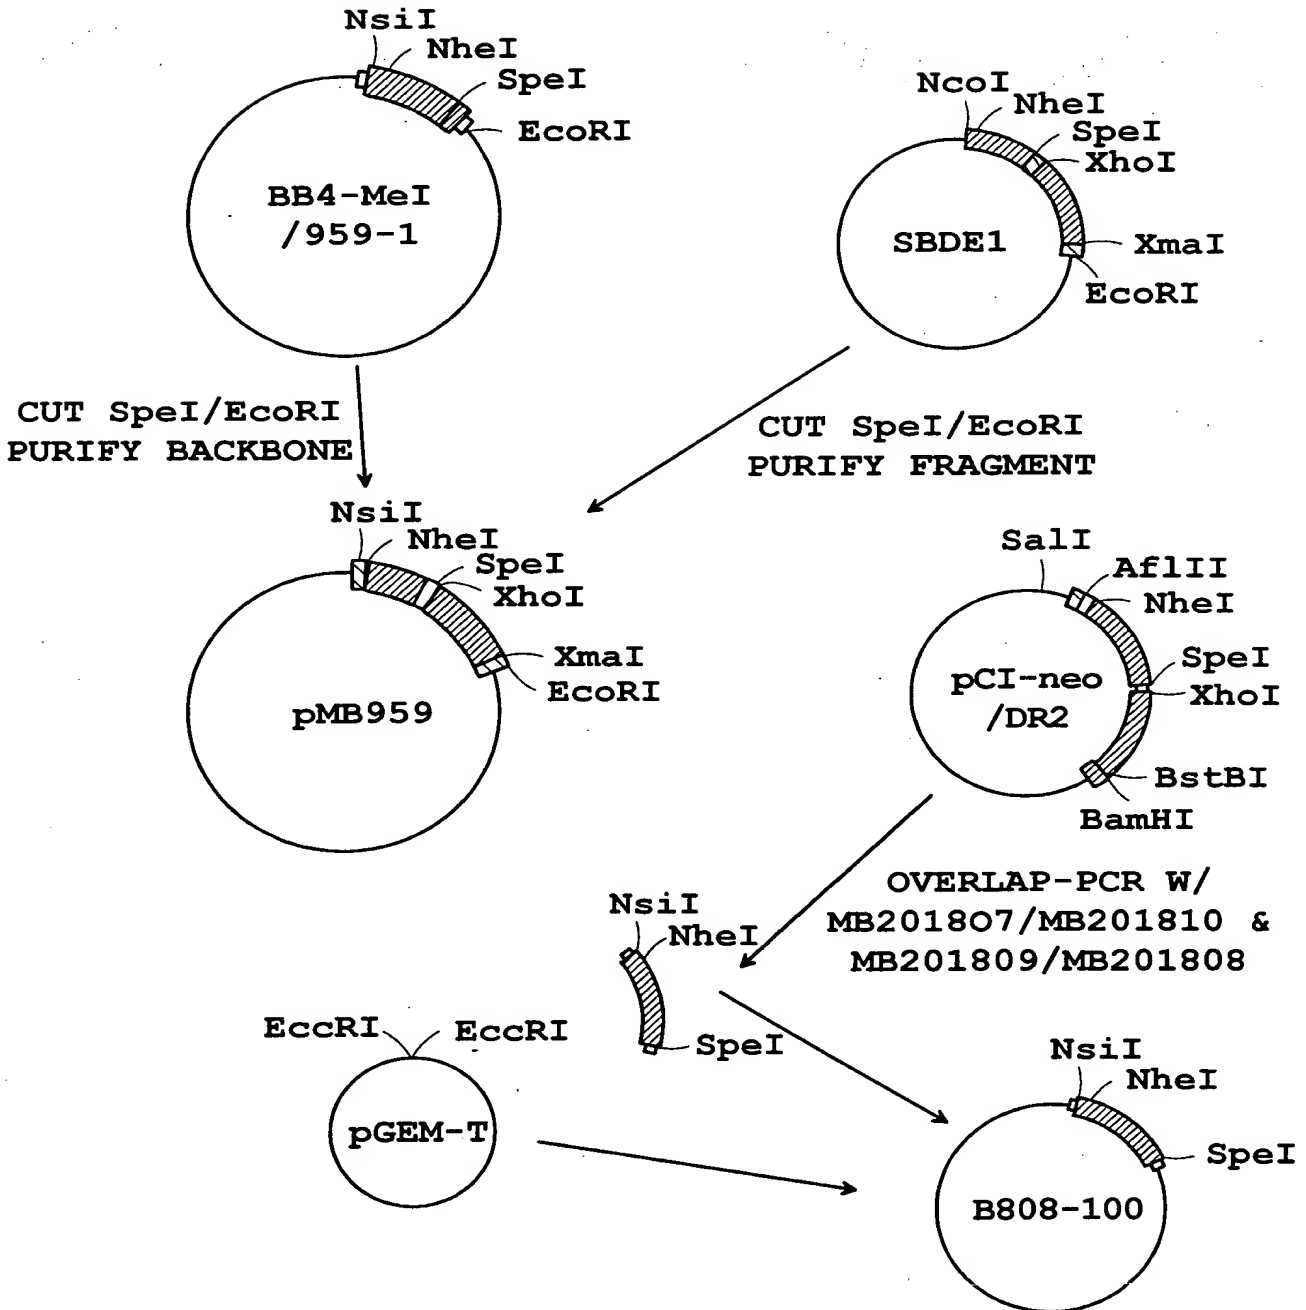 NsiI
NheI
SpeI
EcoRI
BB4-MeI
/959-1
NcoI
NheI
SpeI
XhoI
XmaI
EcoRI
SBDE1
CUT SpeI/EcoRI
PURIFY BACKBONE
CUT SpeI/EcoRI
PURIFY FRAGMENT
NsiI
NheI
SpeI
XhoI
XmaI
EcoRI
pMB959
SalI
AflII
NheI
SpeI
XhoI
BstBI
BamHI
pCI-neo
/DR2
OVERLAP-PCR W/
MB201807/MB201810 &
MB201809/MB201808
NsiI
NheI
SpeI
EccRI
EccRI
pGEM-T
NsiI
NheI
SpeI
B808-100